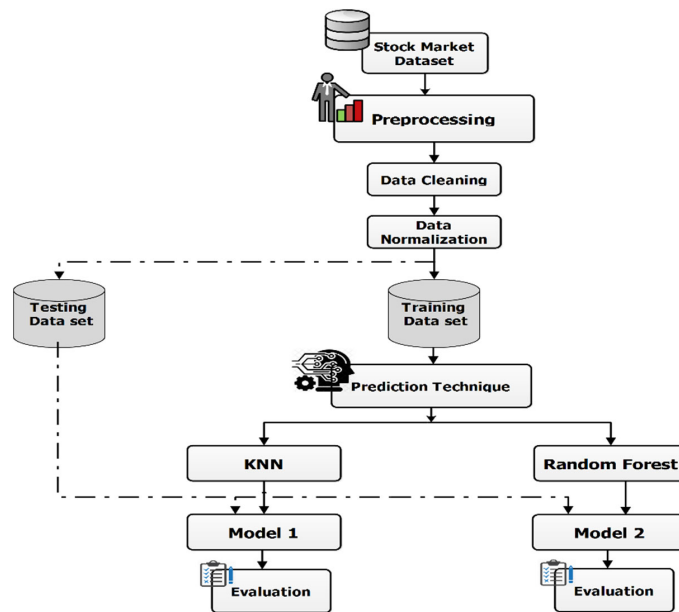 Stock Market
Dataset
Preprocessing
Data Cleaning
Data
Normalization
Testing
Data set
Training
Data set
Prediction Technique
KNN
Random Forest
Model 1
Model 2
Evaluation
Evaluation